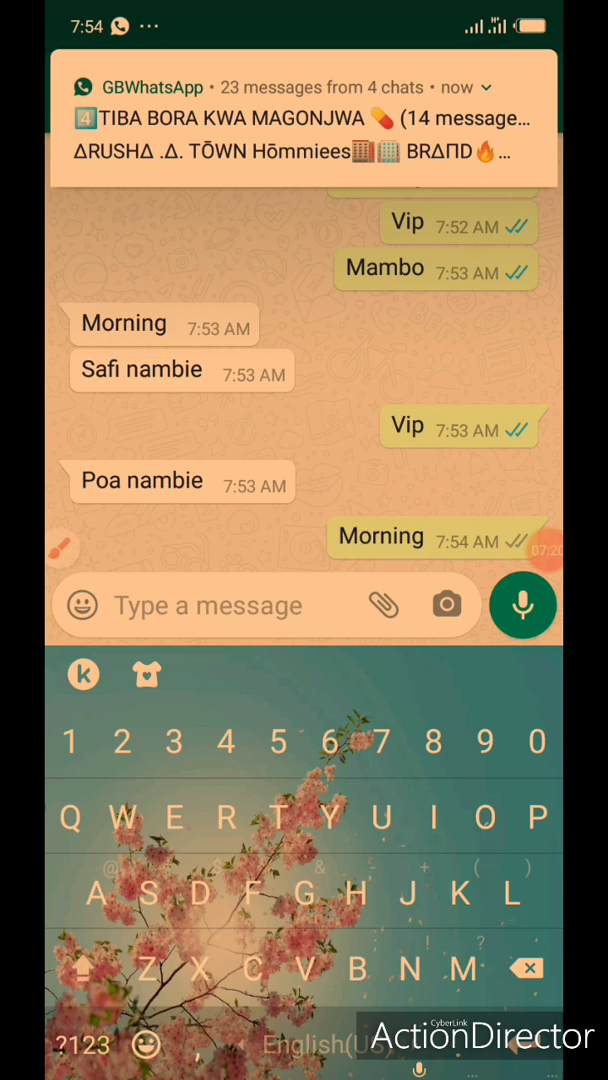 7:54
GBWhatsApp • 23 messages from 4 chats • now
4️⃣TIBA BORA KWA MAGONJWA 💊 (14 message...
ΔRUSHΔ .Δ. TŌWN Hōmmiees🏬🏢 BRΔПD🔥...
Vip 7:52 AM
Mambo 7:53 AM
Morning 7:53 AM
Safi nambie 7:53 AM
Vip 7:53 AM
Poa nambie 7:53 AM
Morning 7:54 AM
07:20
Type a message
k
1 2 3 4 5 6 7 8 9 0
Q W E R T Y U I O P
A S D F G H J K L
Z X C V B N M
?123 , English(US) .
CyberLink
ActionDirector